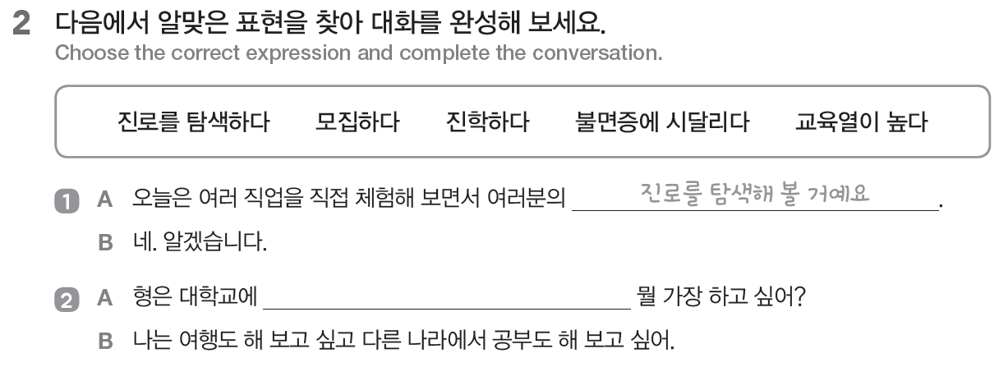 2 다음에서 알맞은 표현을 찾아 대화를 완성해 보세요.
Choose the correct expression and complete the conversation.
진로를 탐색하다 모집하다 진학하다 불면증에 시달리다 교육열이 높다
1 A 오늘은 여러 직업을 직접 체험해 보면서 여러분의 진로를 탐색해 볼 거예요.
B 네. 알겠습니다.
2 A 형은 대학교에 ____________ 뭘 가장 하고 싶어?
B 나는 여행도 해 보고 싶고 다른 나라에서 공부도 해 보고 싶어.